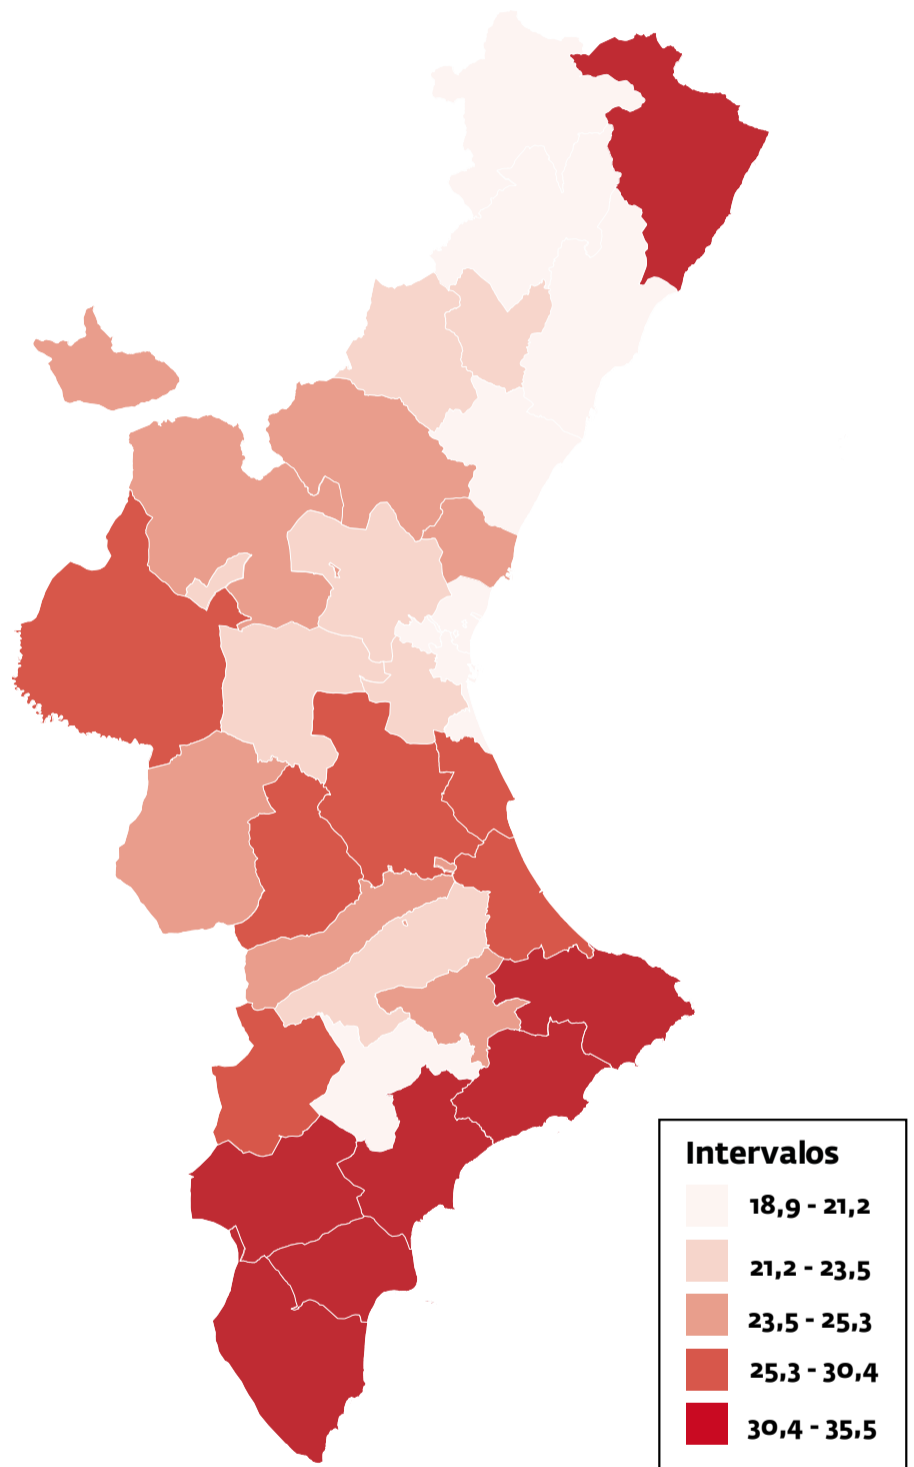 Intervalos
18,9 - 21,2
21,2 - 23,5
23,5 - 25,3
25,3 - 30,4
30,4 - 35,5